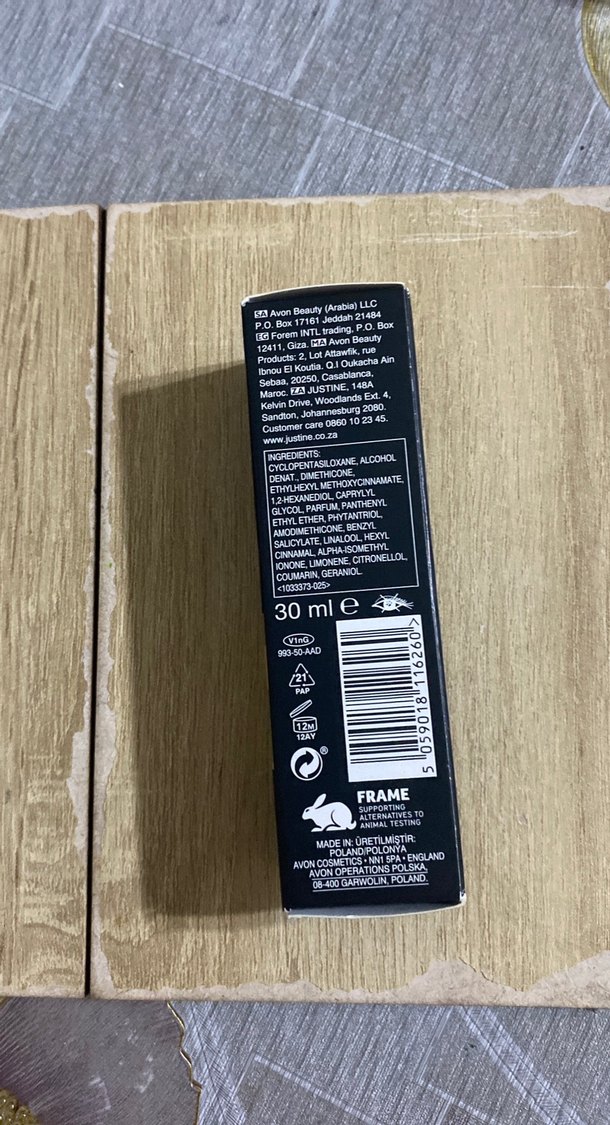 SA Avon Beauty (Arabia) LLC
P.O. Box 17161 Jeddah 21484
EG Forem INTL trading, P.O. Box
12411, Giza. MA Avon Beauty
Products: 2, Lot Attawfik, rue
Ibnou El Koutia. Q.I Oukacha Ain
Sebaa, 20250, Casablanca,
Maroc. ZA JUSTINE, 148A
Kelvin Drive, Woodlands Ext. 4,
Sandton, Johannesburg 2080.
Customer care 0860 10 23 45.
www.justine.co.za
INGREDIENTS:
CYCLOPENTASILOXANE, ALCOHOL
DENAT., DIMETHICONE,
ETHYLHEXYL METHOXYCINNAMATE,
1,2-HEXANEDIOL, CAPRYLYL
GLYCOL, PARFUM, PANTHENYL
ETHYL ETHER, PHYTANTRIOL,
AMODIMETHICONE, BENZYL
SALICYLATE, LINALOOL, HEXYL
CINNAMAL, ALPHA-ISOMETHYL
IONONE, LIMONENE, CITRONELLOL,
COUMARIN, GERANIOL.
<1033373-025>
30 ml e
V1nG
993-50-AAD
21
PAP
12M
12AY
®
5 059018 116260>
FRAME
SUPPORTING
ALTERNATIVES TO
ANIMAL TESTING
MADE IN: ÜRETİLMİŞTİR:
POLAND/POLONYA
AVON COSMETICS • NN1 5PA • ENGLAND
AVON OPERATIONS POLSKA,
08-400 GARWOLIN, POLAND.